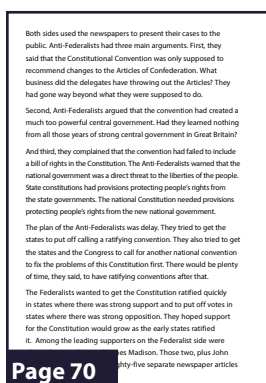 Both sides used the newspapers to present their cases to the
public. Anti-Federalists had three main arguments. First, they
said that the Constitutional Convention was only supposed to
recommend changes to the Articles of Confederation. What
business did the delegates have throwing out the Articles? They
had gone way beyond what they were supposed to do.
Second, Anti-Federalists argued that the convention had created a
much too powerful central government. Had they learned nothing
from all those years of strong central government in Great Britain?
And third, they complained that the convention had failed to include
a bill of rights in the Constitution. The Anti-Federalists warned that the
national government was a direct threat to the liberties of the people.
State constitutions had provisions protecting people's rights from
the state governments. The national Constitution needed provisions
protecting people's rights from the new national government.
The plan of the Anti-Federalists was delay. They tried to get the
states to put off calling a ratifying convention. They also tried to get
the states and the Congress to call for another national convention
to fix the problems of this Constitution first. There would be plenty
of time, they said, to have ratifying conventions after that.
The Federalists wanted to get the Constitution ratified quickly
in states where there was strong support and to put off votes in
states where there was strong opposition. They hoped support
for the Constitution would grow as the early states ratified
it. Among the leading supporters on the Federalist side were
Madison. Those two, plus John
separate newspaper articles
Page 70